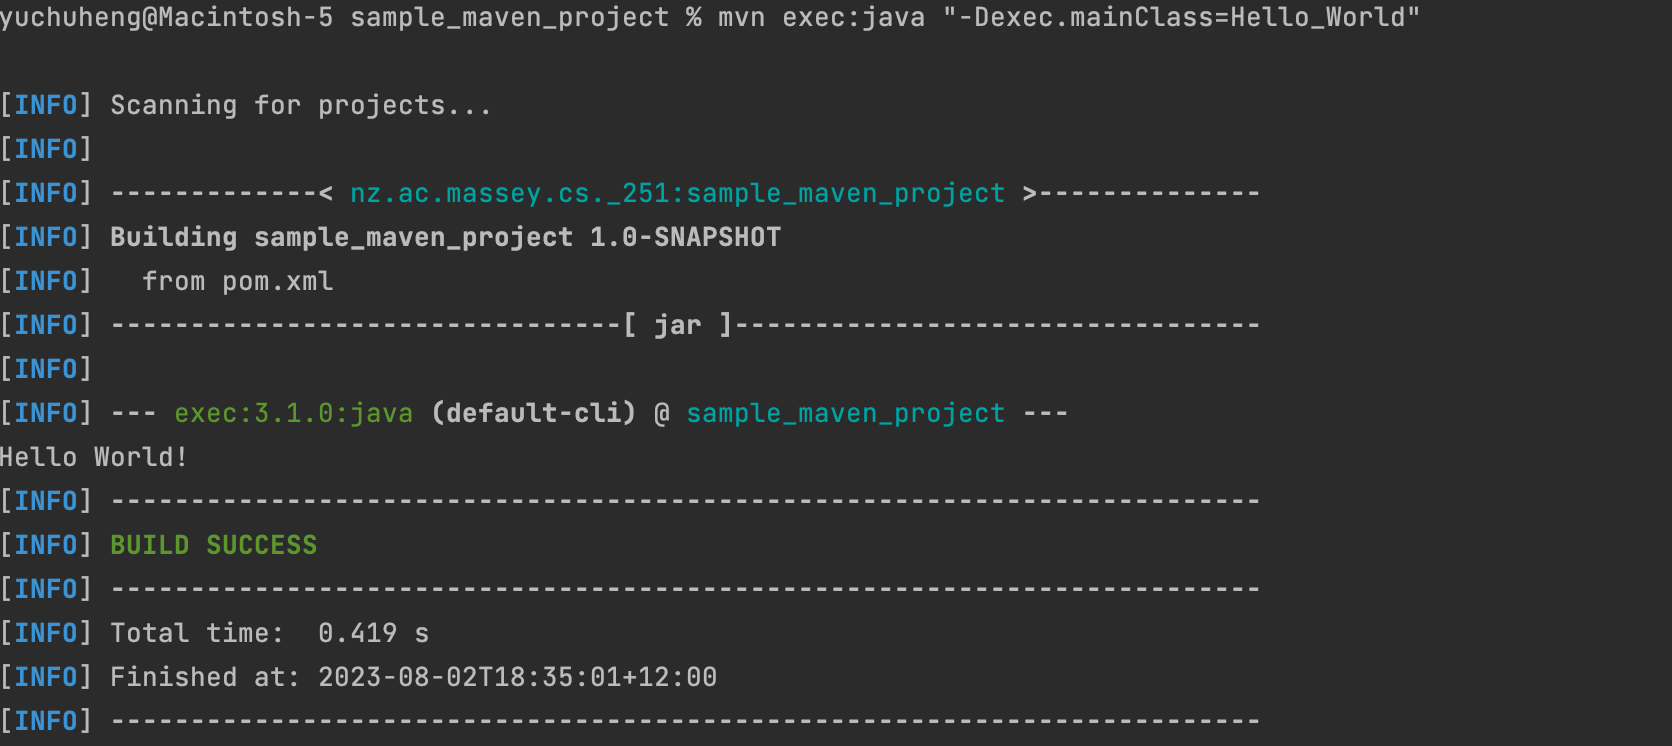 yuchuheng@Macintosh-5 sample_maven_project % mvn exec:java "-Dexec.mainClass=Hello_World"
[INFO] Scanning for projects...
[INFO]
[INFO] -------------< nz.ac.massey.cs._251:sample_maven_project >--------------
[INFO] Building sample_maven_project 1.0-SNAPSHOT
[INFO]   from pom.xml
[INFO] --------------------------------[ jar ]---------------------------------
[INFO]
[INFO] --- exec:3.1.0:java (default-cli) @ sample_maven_project ---
Hello World!
[INFO] ------------------------------------------------------------------------
[INFO] BUILD SUCCESS
[INFO] ------------------------------------------------------------------------
[INFO] Total time:  0.419 s
[INFO] Finished at: 2023-08-02T18:35:01+12:00
[INFO] ------------------------------------------------------------------------